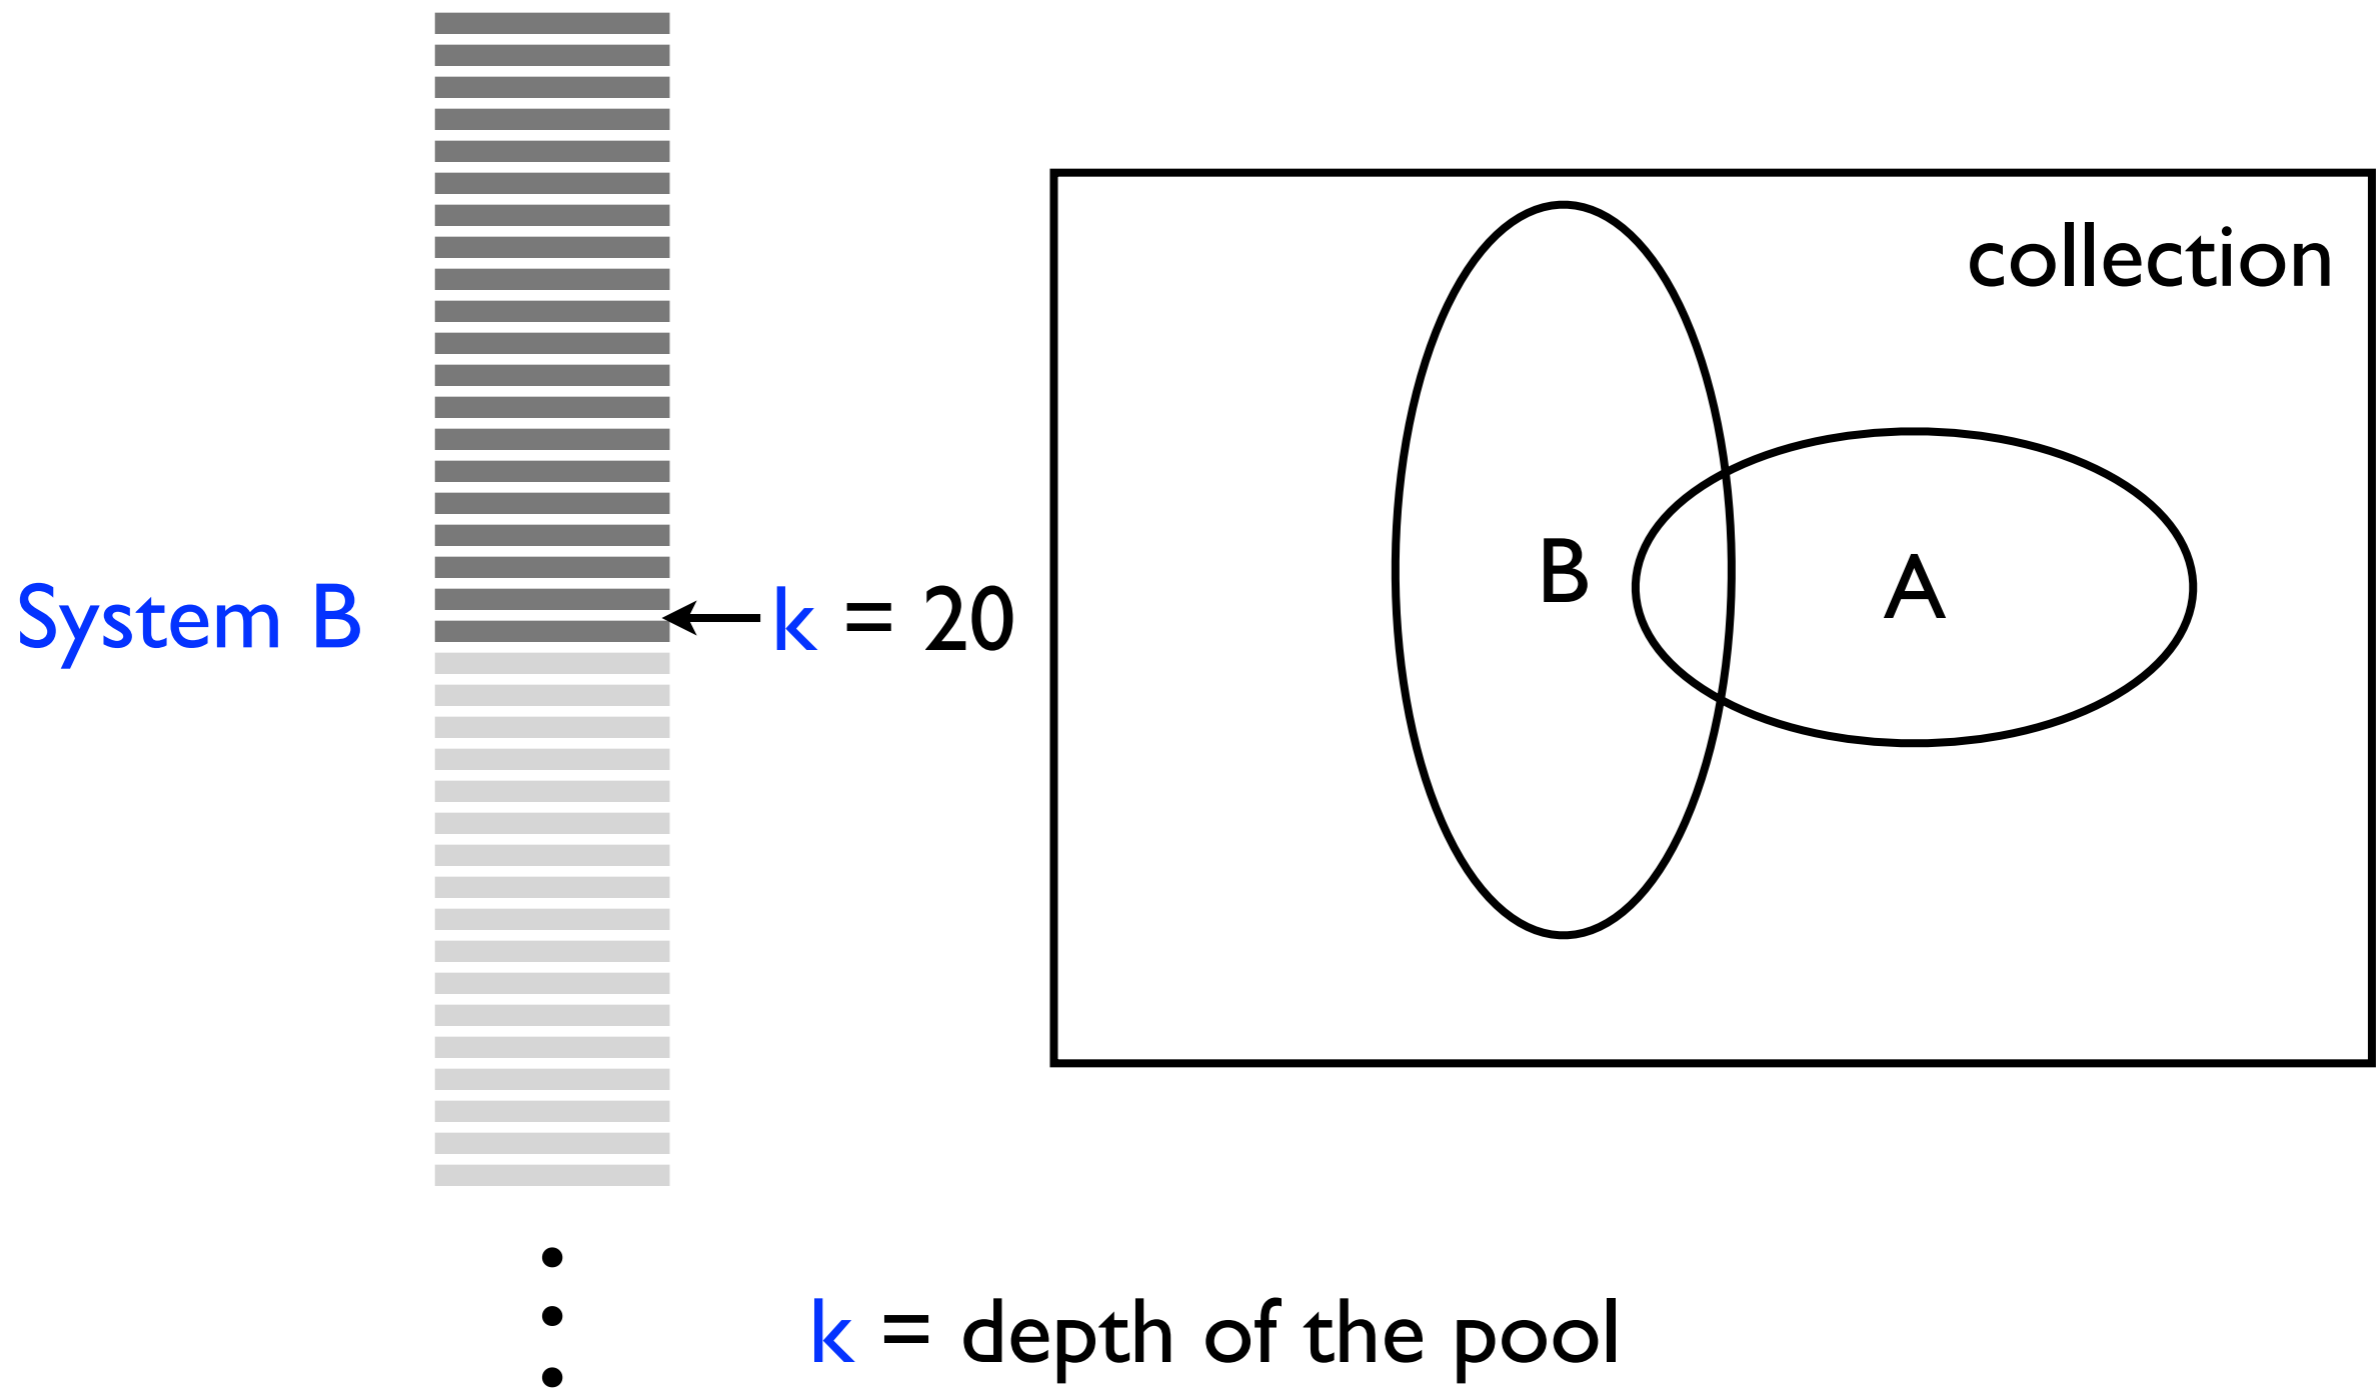 collection
B
A
System B
k = 20
k = depth of the pool